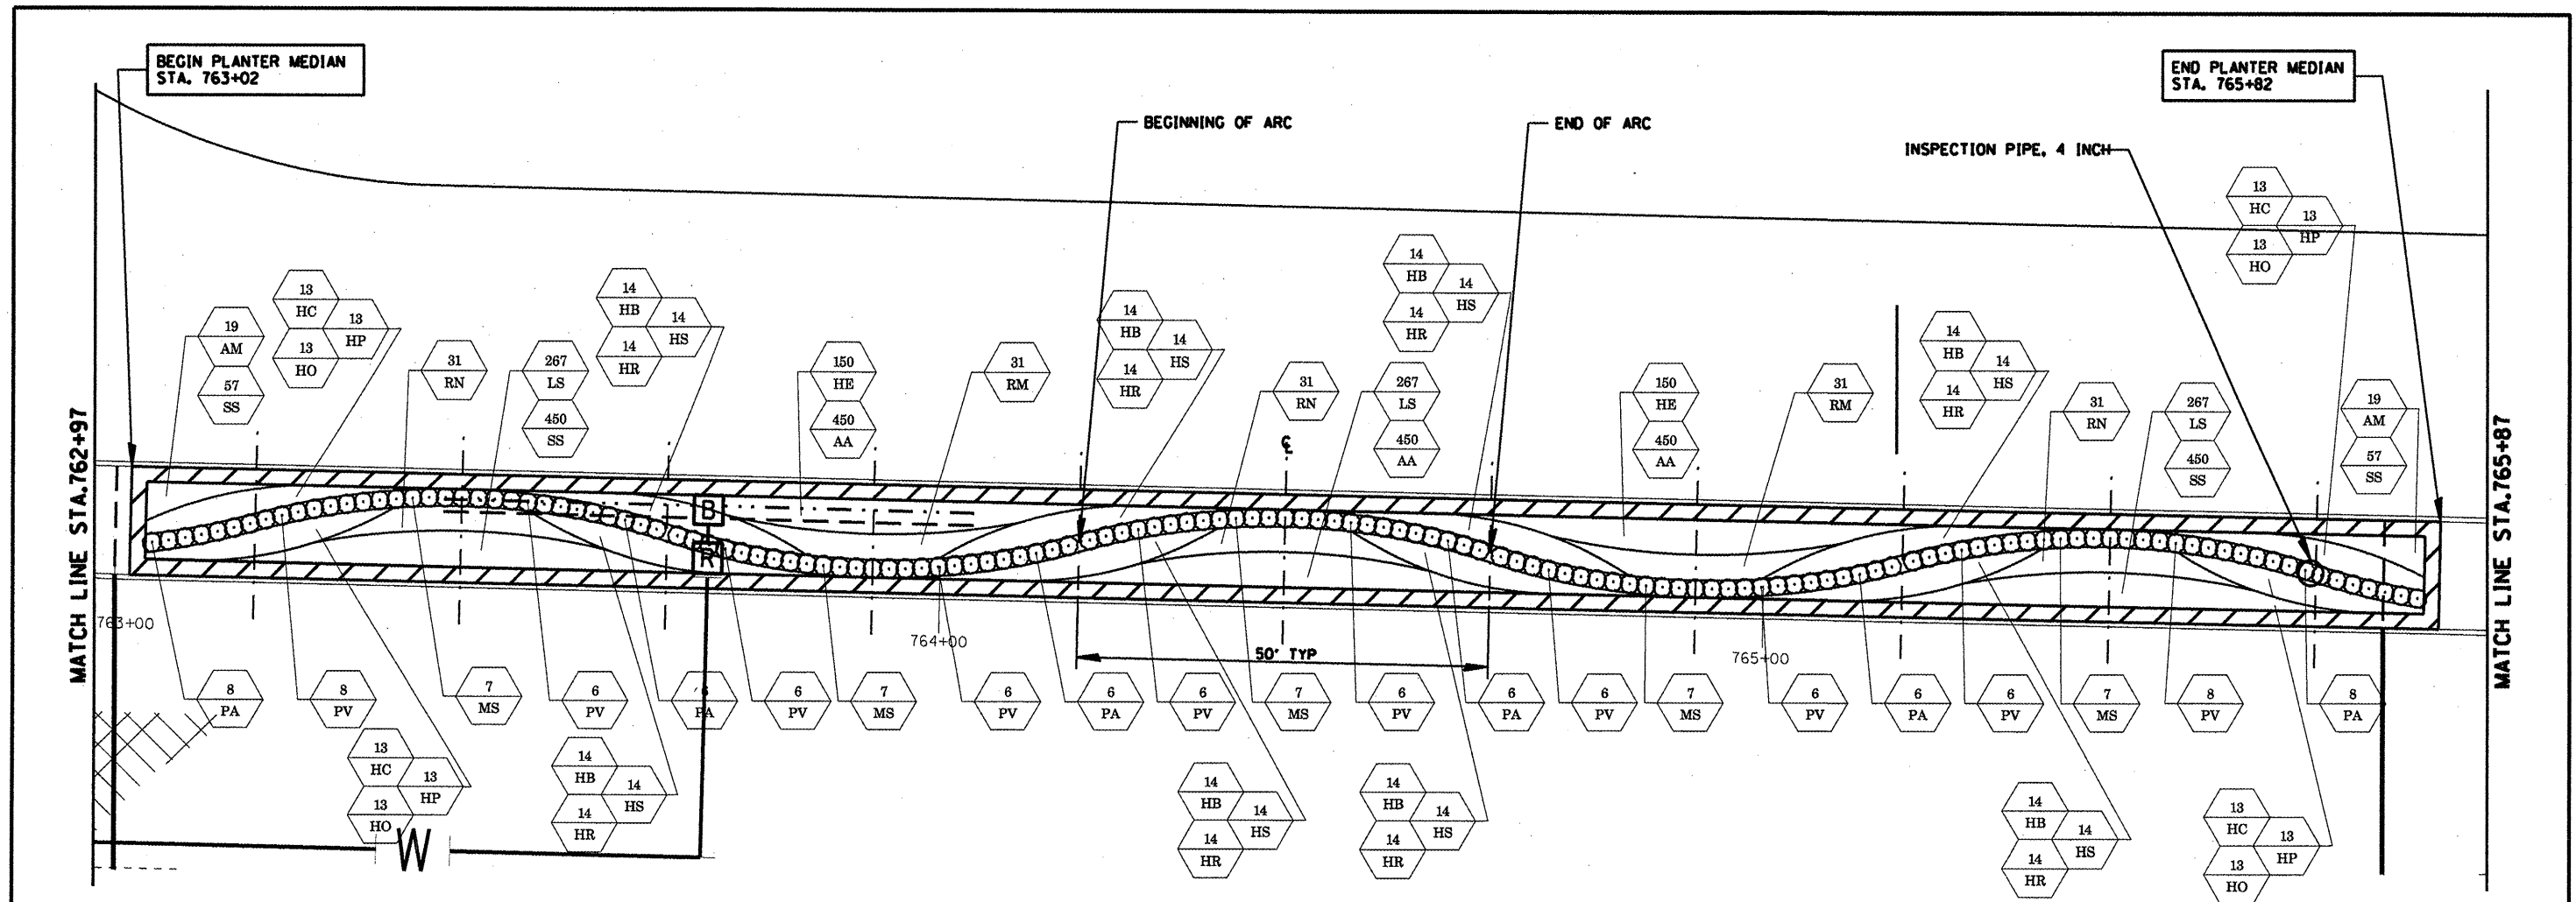 BEGIN PLANTER MEDIAN
STA. 763+02
END PLANTER MEDIAN
STA. 765+82
BEGINNING OF ARC
END OF ARC
INSPECTION PIPE, 4 INCH
MATCH LINE STA.762+97
19
AM
57
SS
13
HC
13
HP
13
HO
31
RN
267
LS
450
SS
14
HB
14
HS
14
HR
150
HE
450
AA
31
RM
14
HB
14
HS
14
HR
31
RN
14
HB
14
HS
14
HR
267
LS
450
AA
150
HE
450
AA
31
RM
14
HB
14
HS
14
HR
31
RN
267
LS
450
SS
13
HC
13
HP
13
HO
19
AM
57
SS
MATCH LINE STA.765+87
℄
B
R
763+00
764+00
50' TYP
765+00
8
PA
8
PV
7
MS
6
PV
6
PA
6
PV
7
MS
6
PV
6
PA
6
PV
7
MS
6
PV
6
PA
6
PV
7
MS
6
PV
6
PA
6
PV
7
MS
8
PV
8
PA
13
HC
13
HP
13
HO
14
HB
14
HS
14
HR
14
HB
14
HS
14
HR
14
HB
14
HS
14
HR
14
HB
14
HS
14
HR
13
HC
13
HP
13
HO
W